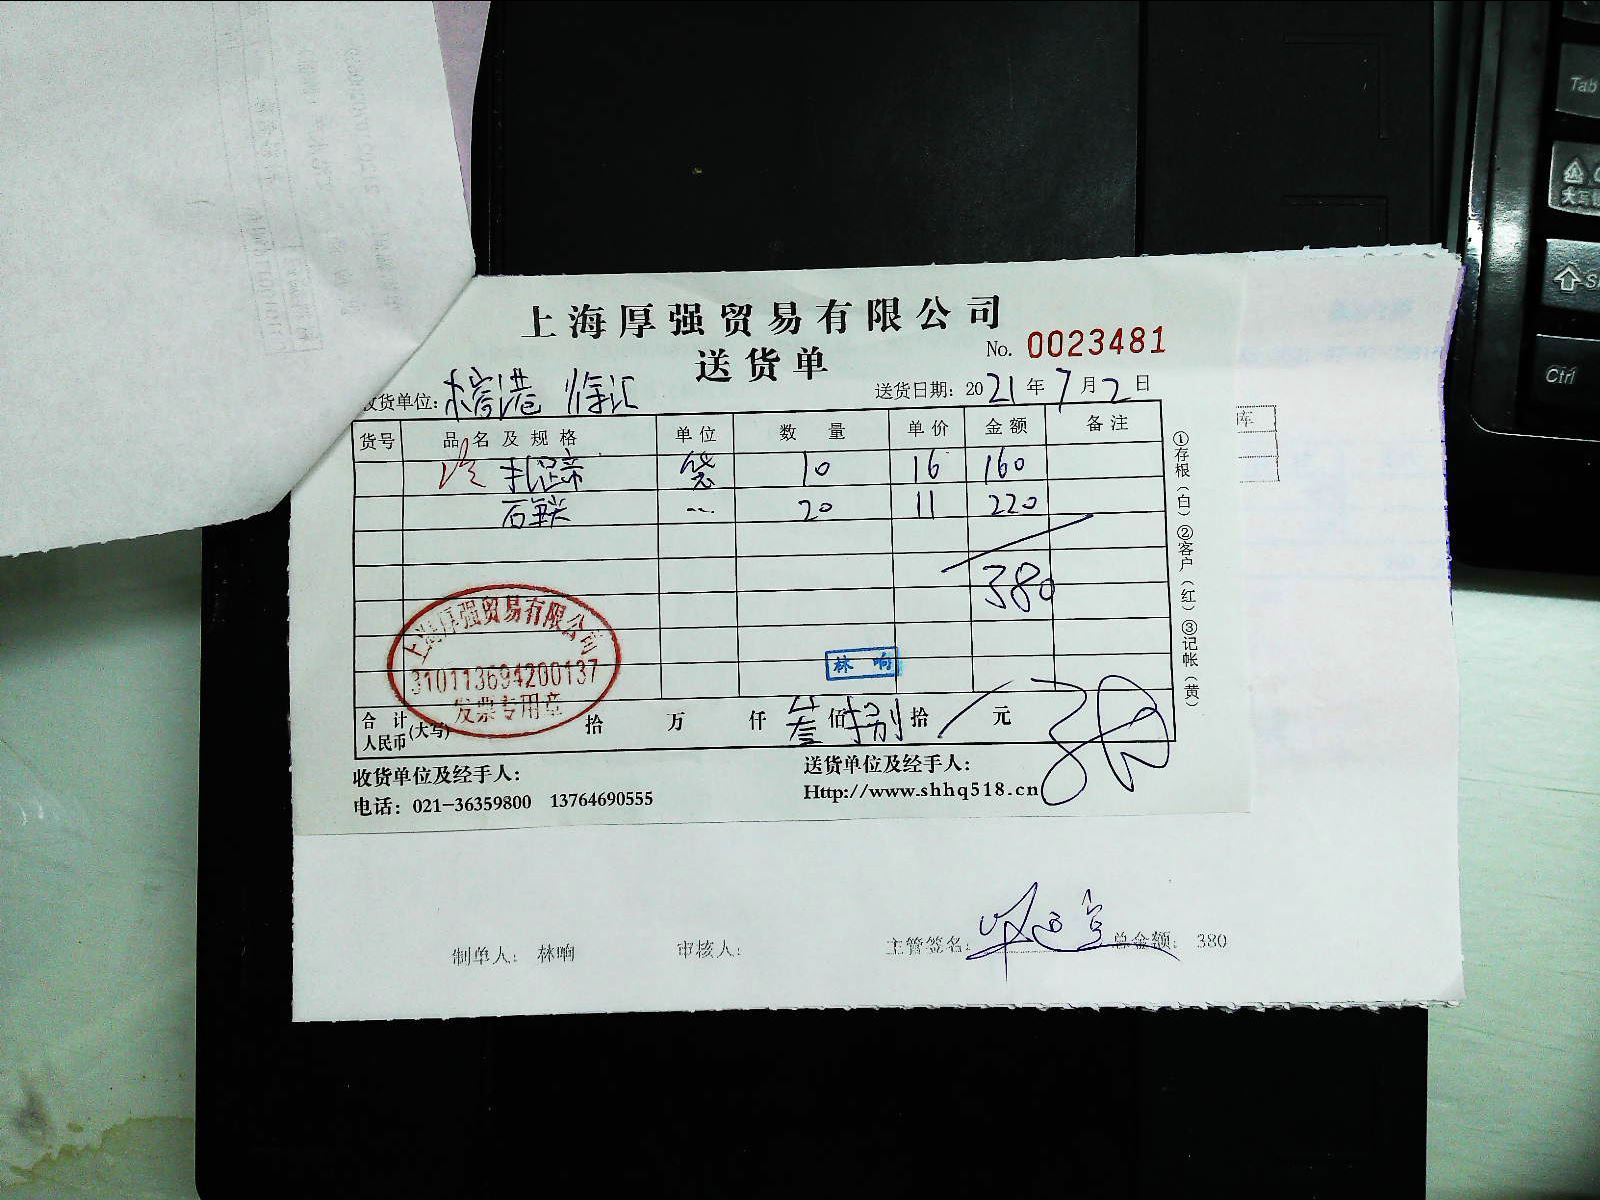 上海厚强贸易有限公司
送货单
No. 0023481
收货单位: 徐汇
送货日期: 2021年7月2日
货号 品名及规格 单位 数量 单价 金额 备注
袋 10 16 160
20 11 220
380
上海厚强贸易有限公司
310113694200137
发票专用章
林响
合计人民币(大写) 拾 万 仟 叁佰捌拾 元 380
收货单位及经手人:
送货单位及经手人:
电话: 021-36359800 13764690555
Http://www.shhq518.cn
①存根(白)②客户(红)③记帐(黄)
库
制单人: 林响 审核人: 主管签名: 总金额: 380
Tab
大写
Ctrl